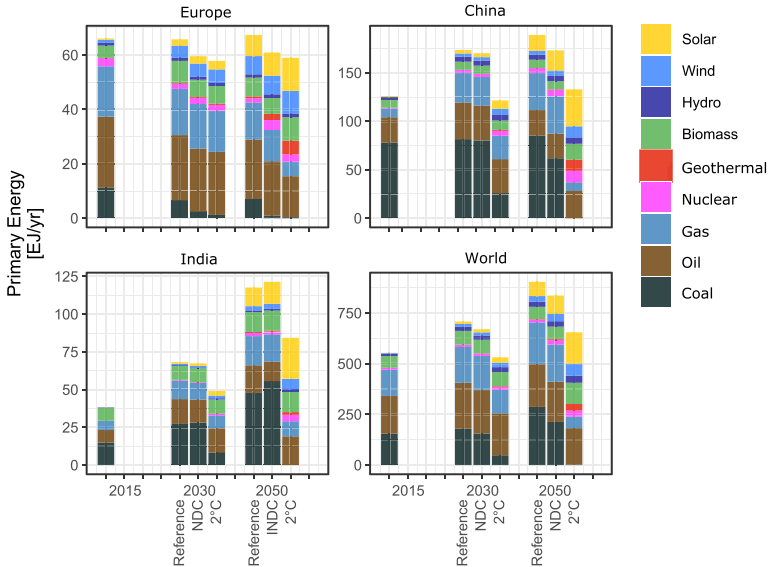 Europe
China
60
40
20
0
150
100
50
0
Primary Energy
[EJ/yr]
India
World
125
100
75
50
25
0
750
500
250
0
2015
2030
2050
Reference
NDC
2°C
Reference
INDC
2°C
2015
2030
2050
Reference
NDC
2°C
Reference
NDC
2°C
Solar
Wind
Hydro
Biomass
Geothermal
Nuclear
Gas
Oil
Coal